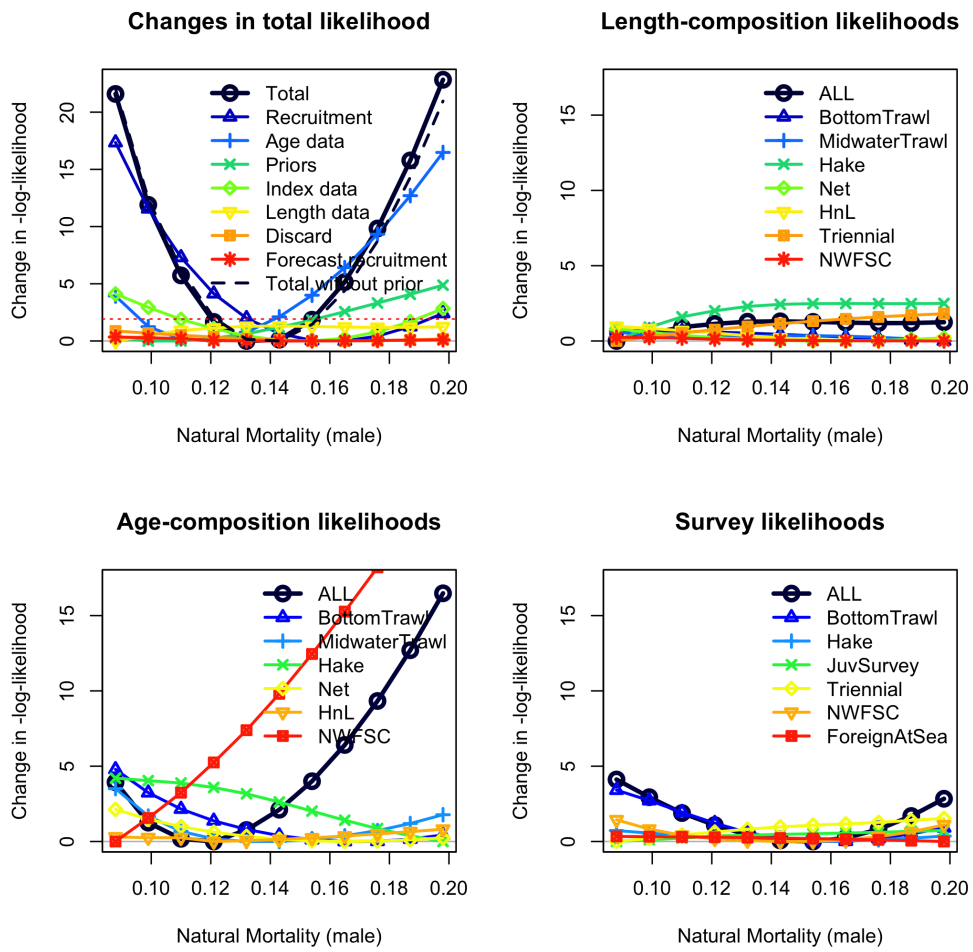 Changes in total likelihood
Change in -log-likelihood
20
15
10
5
0
Total
Recruitment
Age data
Priors
Index data
Length data
Discard
Forecast recruitment
Total without prior
0.10 0.12 0.14 0.16 0.18 0.20
Natural Mortality (male)
Length-composition likelihoods
Change in -log-likelihood
15
10
5
0
ALL
BottomTrawl
MidwaterTrawl
Hake
Net
HnL
Triennial
NWFSC
0.10 0.12 0.14 0.16 0.18 0.20
Natural Mortality (male)
Age-composition likelihoods
Change in -log-likelihood
15
10
5
0
ALL
BottomTrawl
MidwaterTrawl
Hake
Net
HnL
NWFSC
0.10 0.12 0.14 0.16 0.18 0.20
Natural Mortality (male)
Survey likelihoods
Change in -log-likelihood
15
10
5
0
ALL
BottomTrawl
Hake
JuvSurvey
Triennial
NWFSC
ForeignAtSea
0.10 0.12 0.14 0.16 0.18 0.20
Natural Mortality (male)